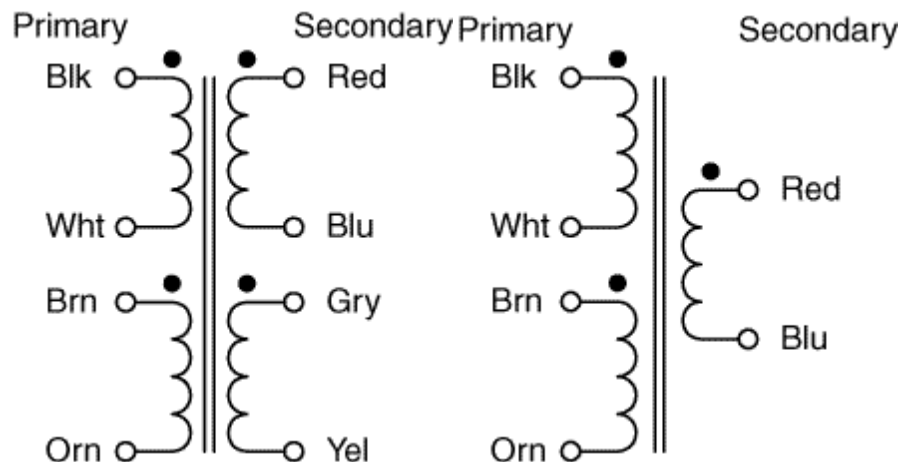 Primary Secondary Primary Secondary
Blk Red Blk
Red
Wht Blu Wht
Brn Gry Brn
Blu
Orn Yel Orn